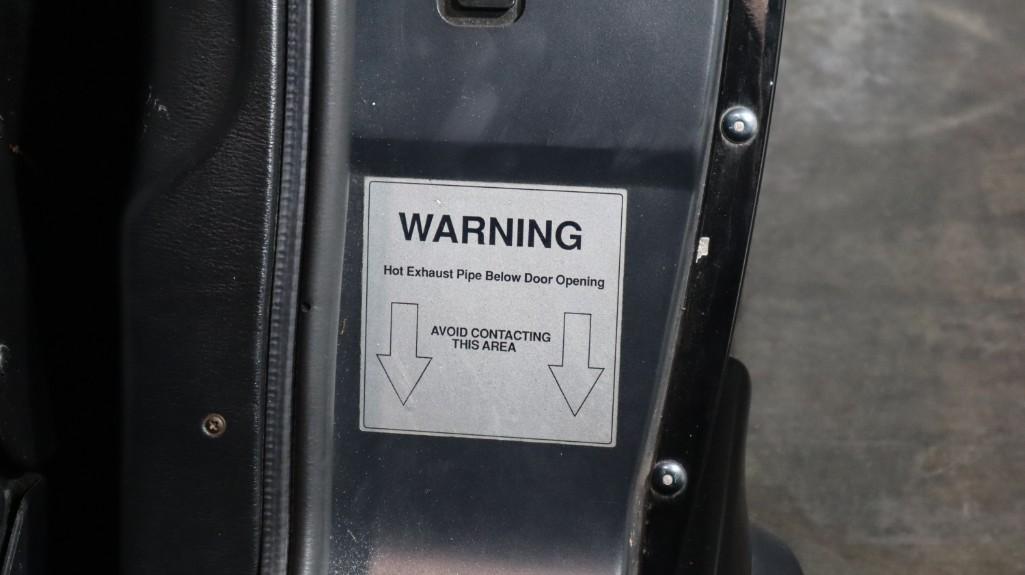 WARNING
Hot Exhaust Pipe Below Door Opening
AVOID CONTACTING
THIS AREA